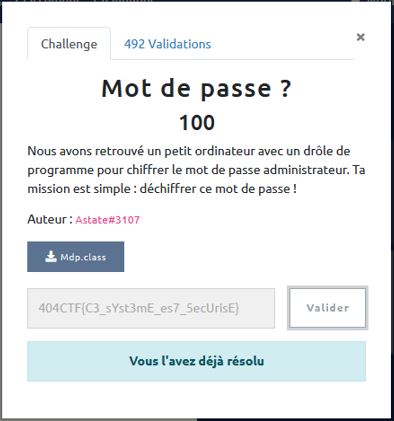 Challenge
492 Validations
×
Mot de passe ?
100
Nous avons retrouvé un petit ordinateur avec un drôle de
programme pour chiffrer le mot de passe administrateur. Ta
mission est simple : déchiffrer ce mot de passe !
Auteur : Astate#3107
Mdp.class
404CTF{C3_sYst3mE_es7_5ecUrisE}
Valider
Vous l'avez déjà résolu